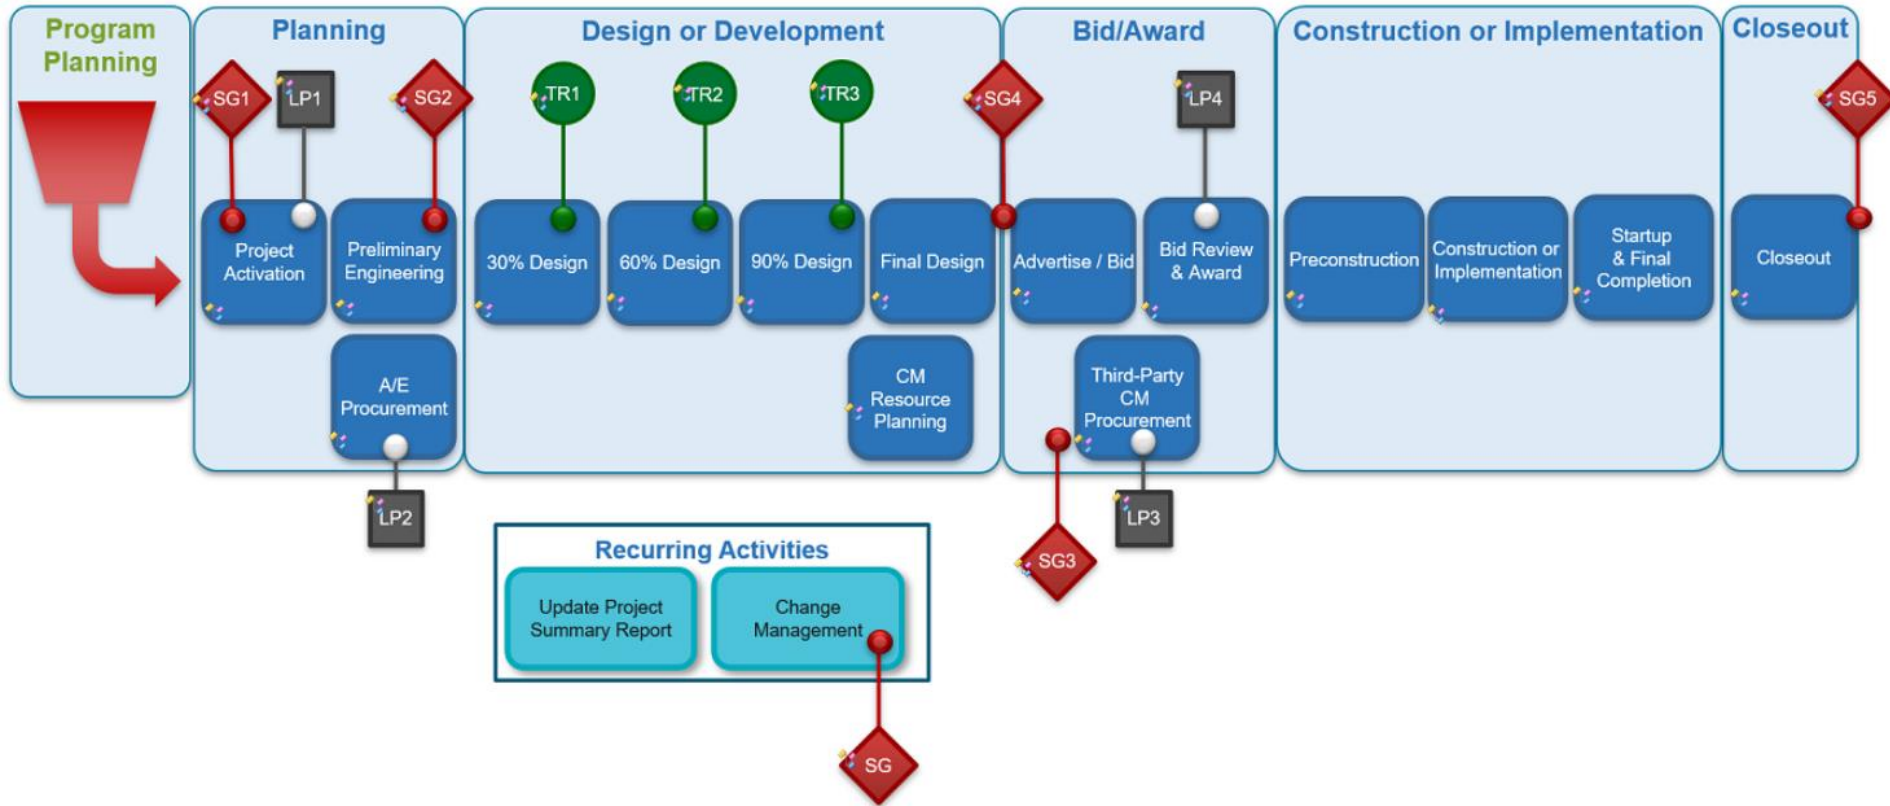 Program
Planning
Planning
Design or Development
Bid/Award
Construction or Implementation
Closeout
SG1
LP1
SG2
TR1
TR2
TR3
SG4
LP4
SG5
Project
Activation
Preliminary
Engineering
30% Design
60% Design
90% Design
Final Design
Advertise / Bid
Bid Review
& Award
Preconstruction
Construction or
Implementation
Startup
& Final
Completion
Closeout
A/E
Procurement
CM
Resource
Planning
Third-Party
CM
Procurement
LP2
LP3
SG3
Recurring Activities
Update Project
Summary Report
Change
Management
SG